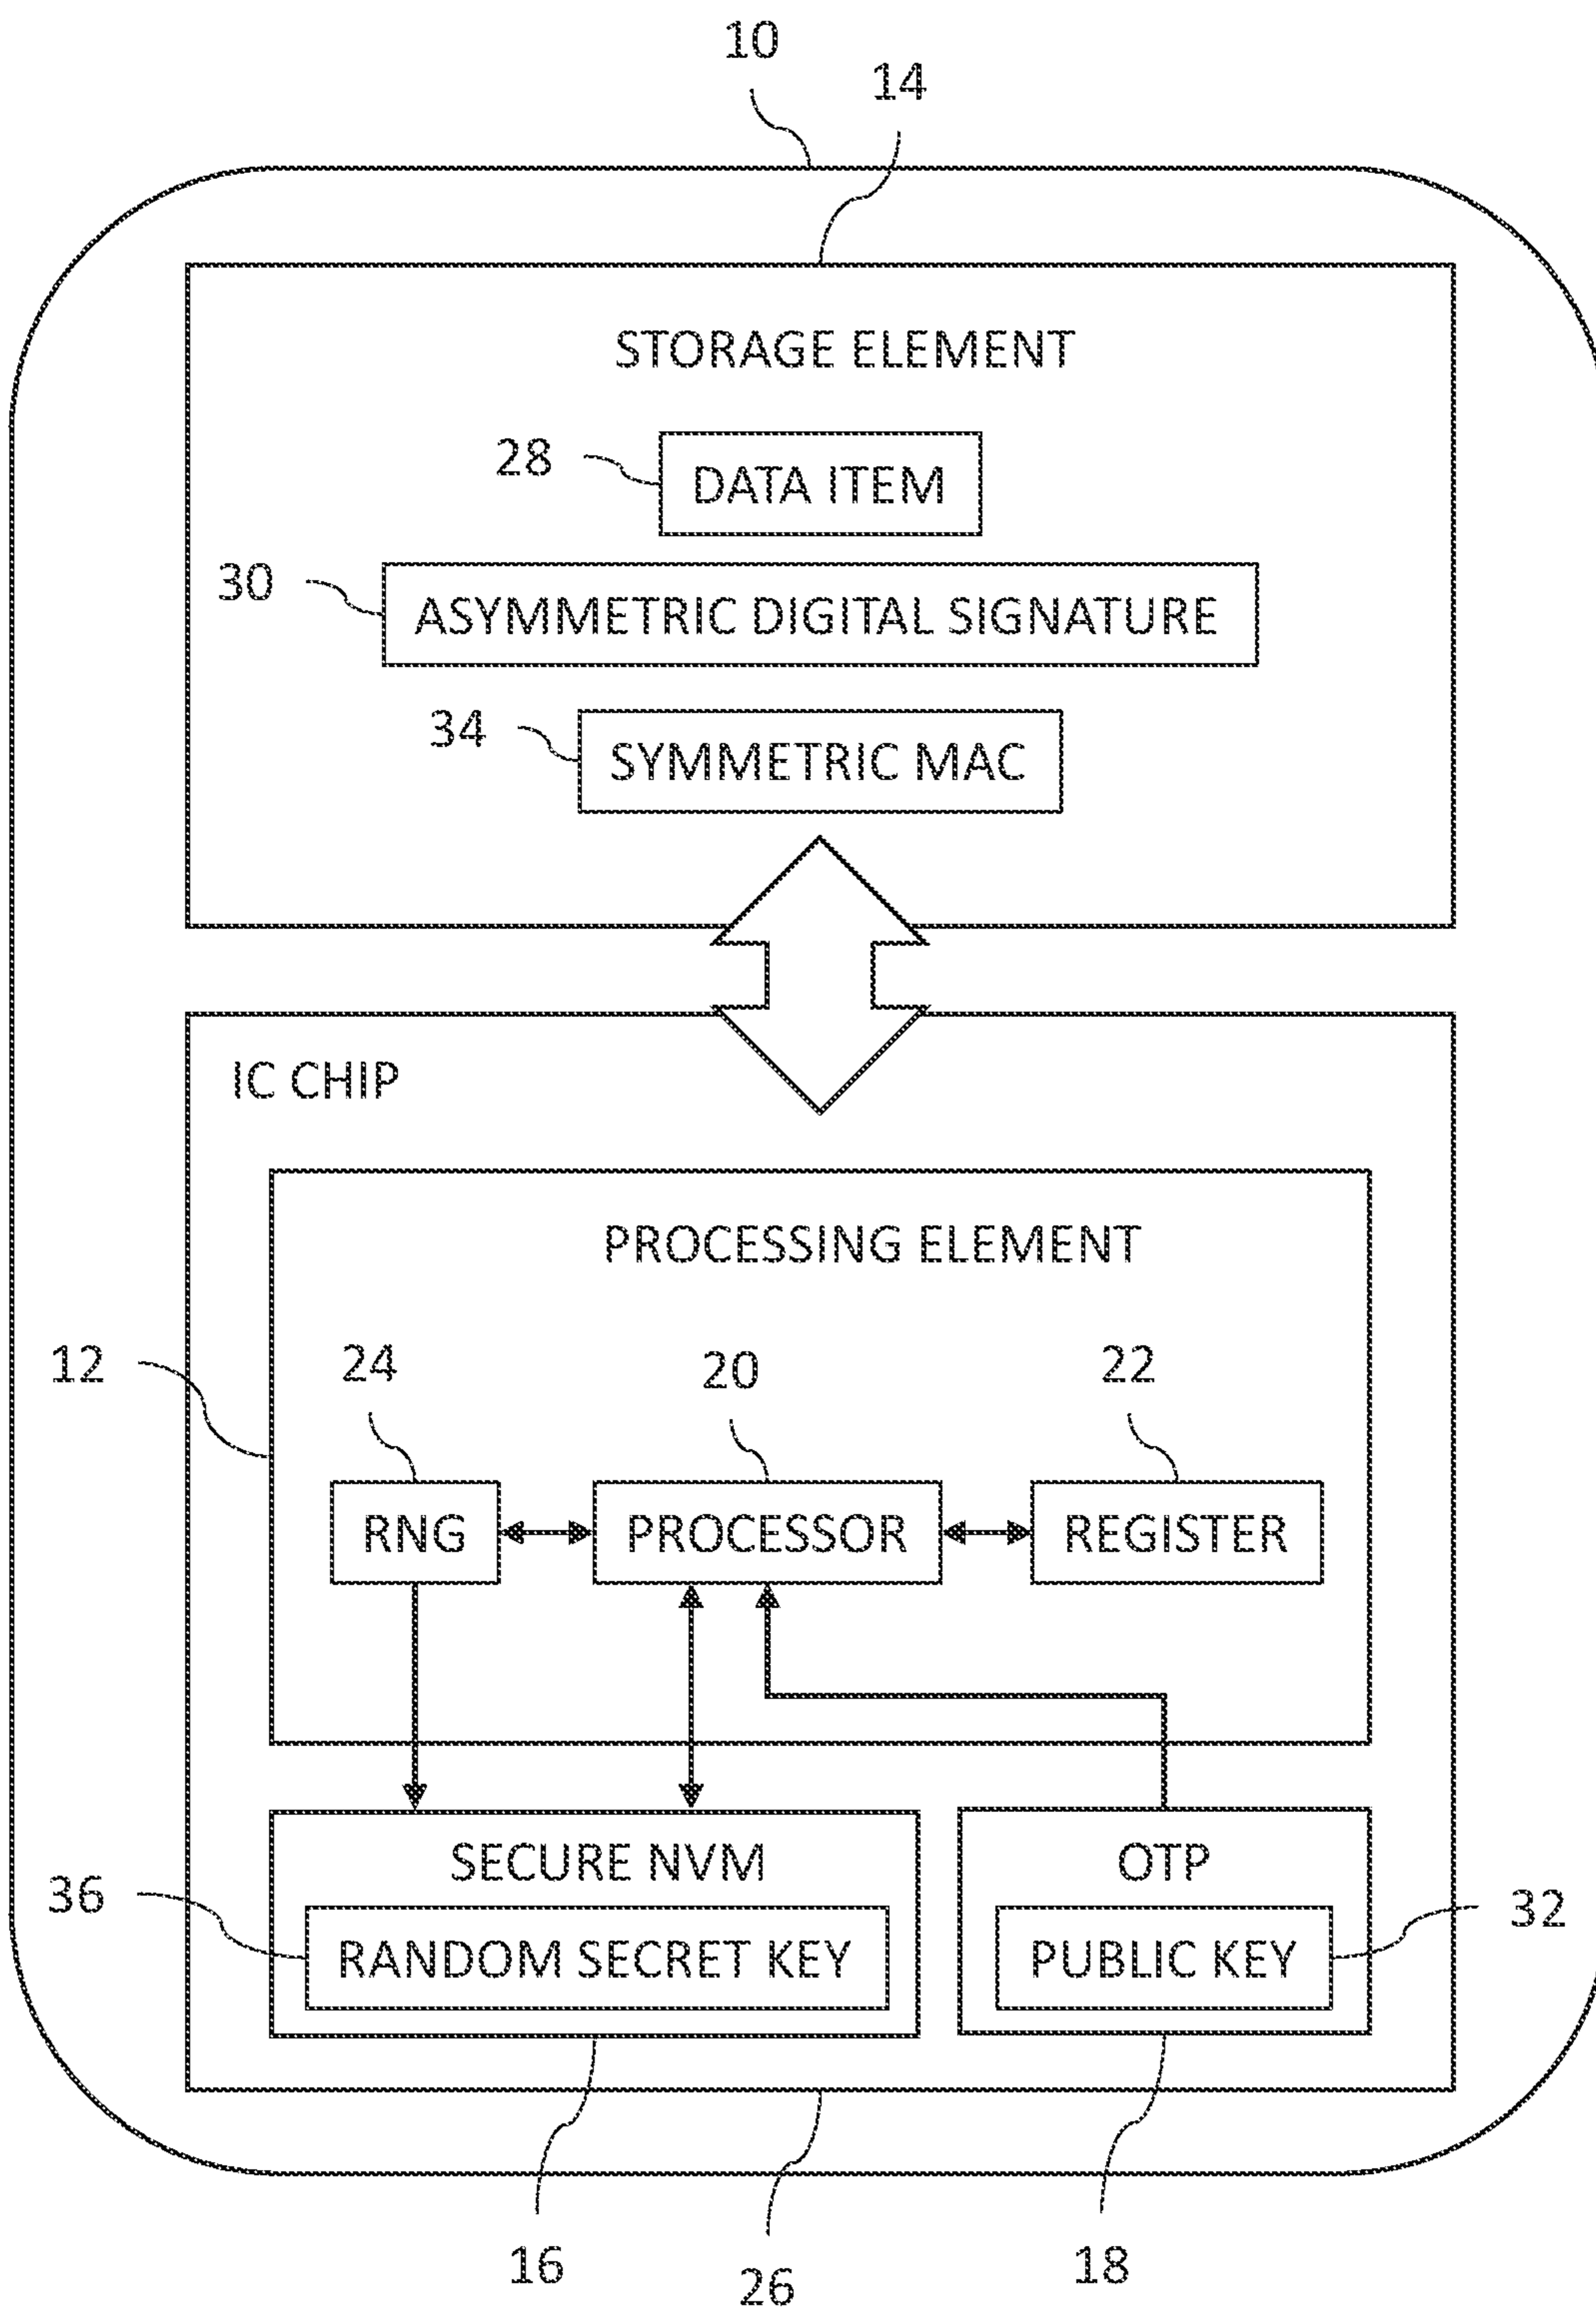 10
14
STORAGE ELEMENT
28
DATA ITEM
30
ASYMMETRIC DIGITAL SIGNATURE
34
SYMMETRIC MAC
IC CHIP
PROCESSING ELEMENT
12
24
20
22
RNG
PROCESSOR
REGISTER
SECURE NVM
OTP
36
32
RANDOM SECRET KEY
PUBLIC KEY
16
26
18